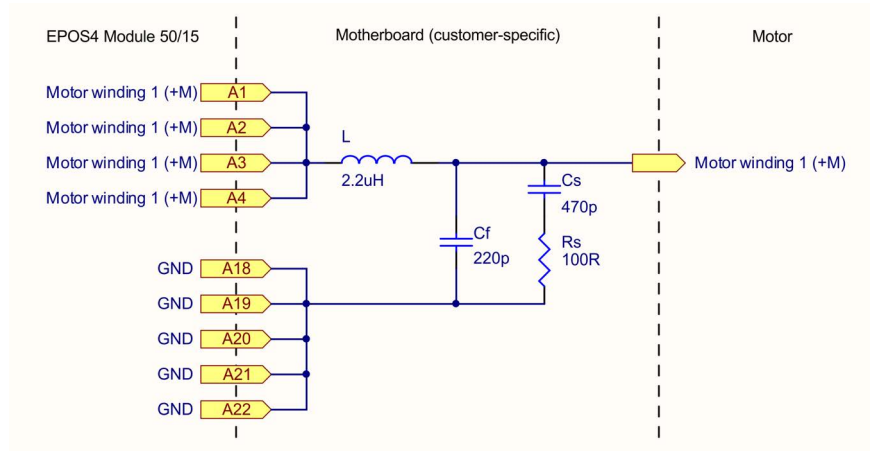 EPOS4 Module 50/15
Motherboard (customer-specific)
Motor
Motor winding 1 (+M) A1
Motor winding 1 (+M) A2
Motor winding 1 (+M) A3
Motor winding 1 (+M) A4
L
2.2uH
Motor winding 1 (+M)
Cs
470p
Cf
220p
Rs
100R
GND A18
GND A19
GND A20
GND A21
GND A22